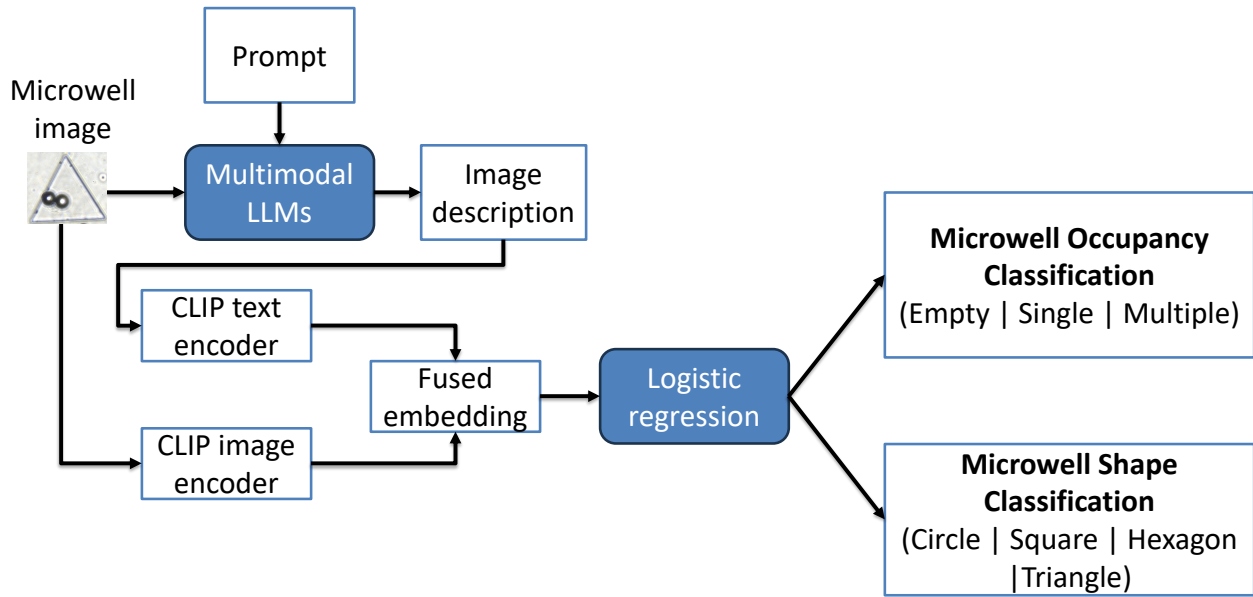 Prompt
Microwell
image
Multimodal
LLMs
Image
description
CLIP text
encoder
Fused
embedding
CLIP image
encoder
Logistic
regression
Microwell Occupancy
Classification
(Empty | Single | Multiple)
Microwell Shape
Classification
(Circle | Square | Hexagon
|Triangle)